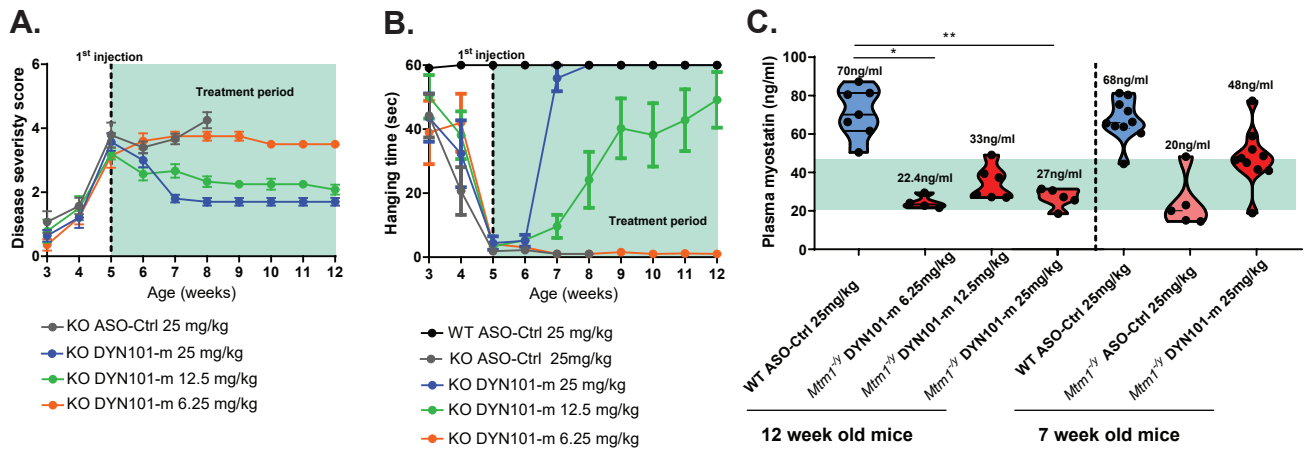 A.
1st injection
Treatment period
Disease severisty score
6
4
2
0
3 4 5 6 7 8 9 10 11 12
Age (weeks)
KO ASO-Ctrl 25 mg/kg
KO DYN101-m 25 mg/kg
KO DYN101-m 12.5 mg/kg
KO DYN101-m 6.25 mg/kg
B.
1st injection
Treatment period
Hanging time (sec)
60
40
20
0
3 4 5 6 7 8 9 10 11 12
Age (weeks)
WT ASO-Ctrl 25 mg/kg
KO ASO-Ctrl 25mg/kg
KO DYN101-m 25 mg/kg
KO DYN101-m 12.5 mg/kg
KO DYN101-m 6.25 mg/kg
C.
**
*
Plasma myostatin (ng/ml)
100
80
60
40
20
0
70ng/ml
22.4ng/ml
33ng/ml
27ng/ml
68ng/ml
20ng/ml
48ng/ml
WT ASO-Ctrl 25mg/kg
Mtm1-/y DYN101-m 6.25mg/kg
Mtm1-/y DYN101-m 12.5mg/kg
Mtm1-/y DYN101-m 25mg/kg
WT ASO-Ctrl 25mg/kg
Mtm1-/y ASO-Ctrl 25mg/kg
Mtm1-/y DYN101-m 25mg/kg
12 week old mice
7 week old mice